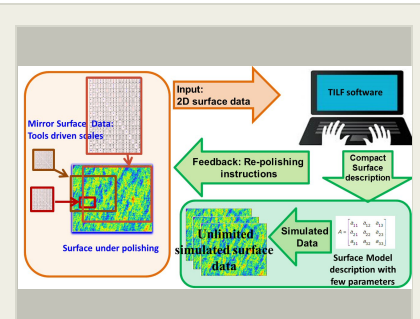 Mirror Surface Data:
Tools driven scales
Surface under polishing
Input:
2D surface data
TILF software
Feedback: Re-polishing
instructions
Compact
Surface
description
Unlimited
simulated surface
data
Simulated
Data
Surface Model
description with
few parameters